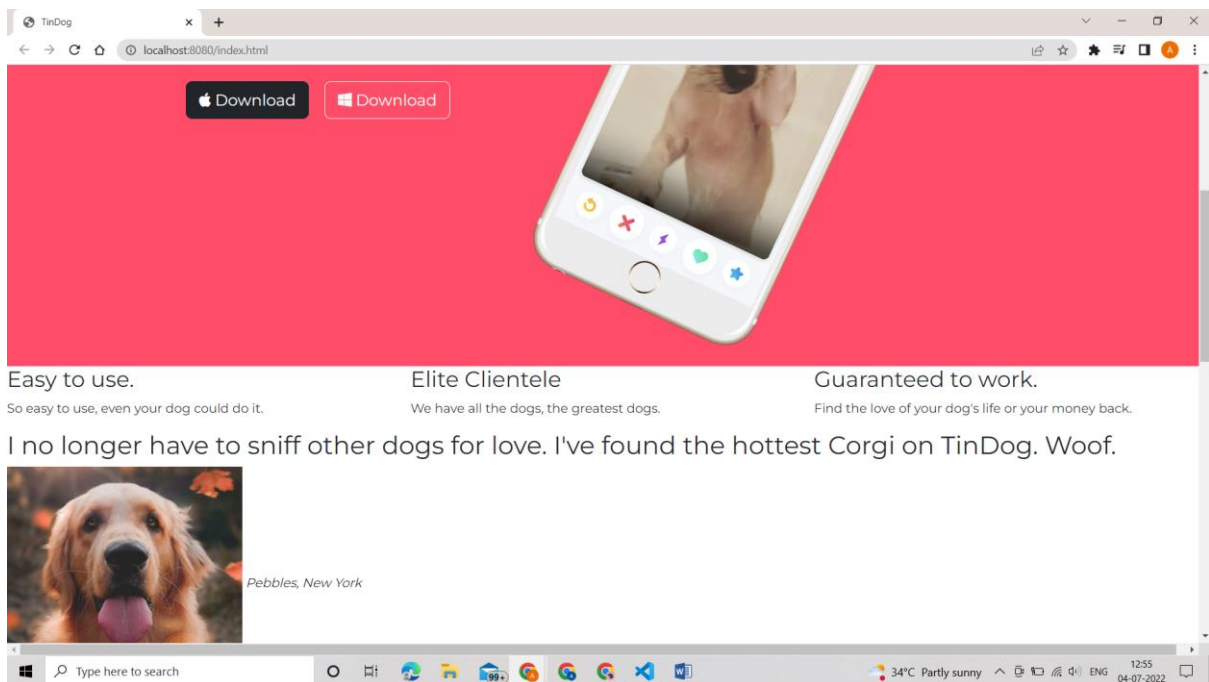 TinDog
localhost:8080/index.html
A
Download Download
Easy to use. Elite Clientele Guaranteed to work.
So easy to use, even your dog could do it. We have all the dogs, the greatest dogs. Find the love of your dog's life or your money back.
I no longer have to sniff other dogs for love. I've found the hottest Corgi on TinDog. Woof.
Pebbles, New York
Type here to search 99+ 34°C Partly sunny ENG 12:55
04-07-2022